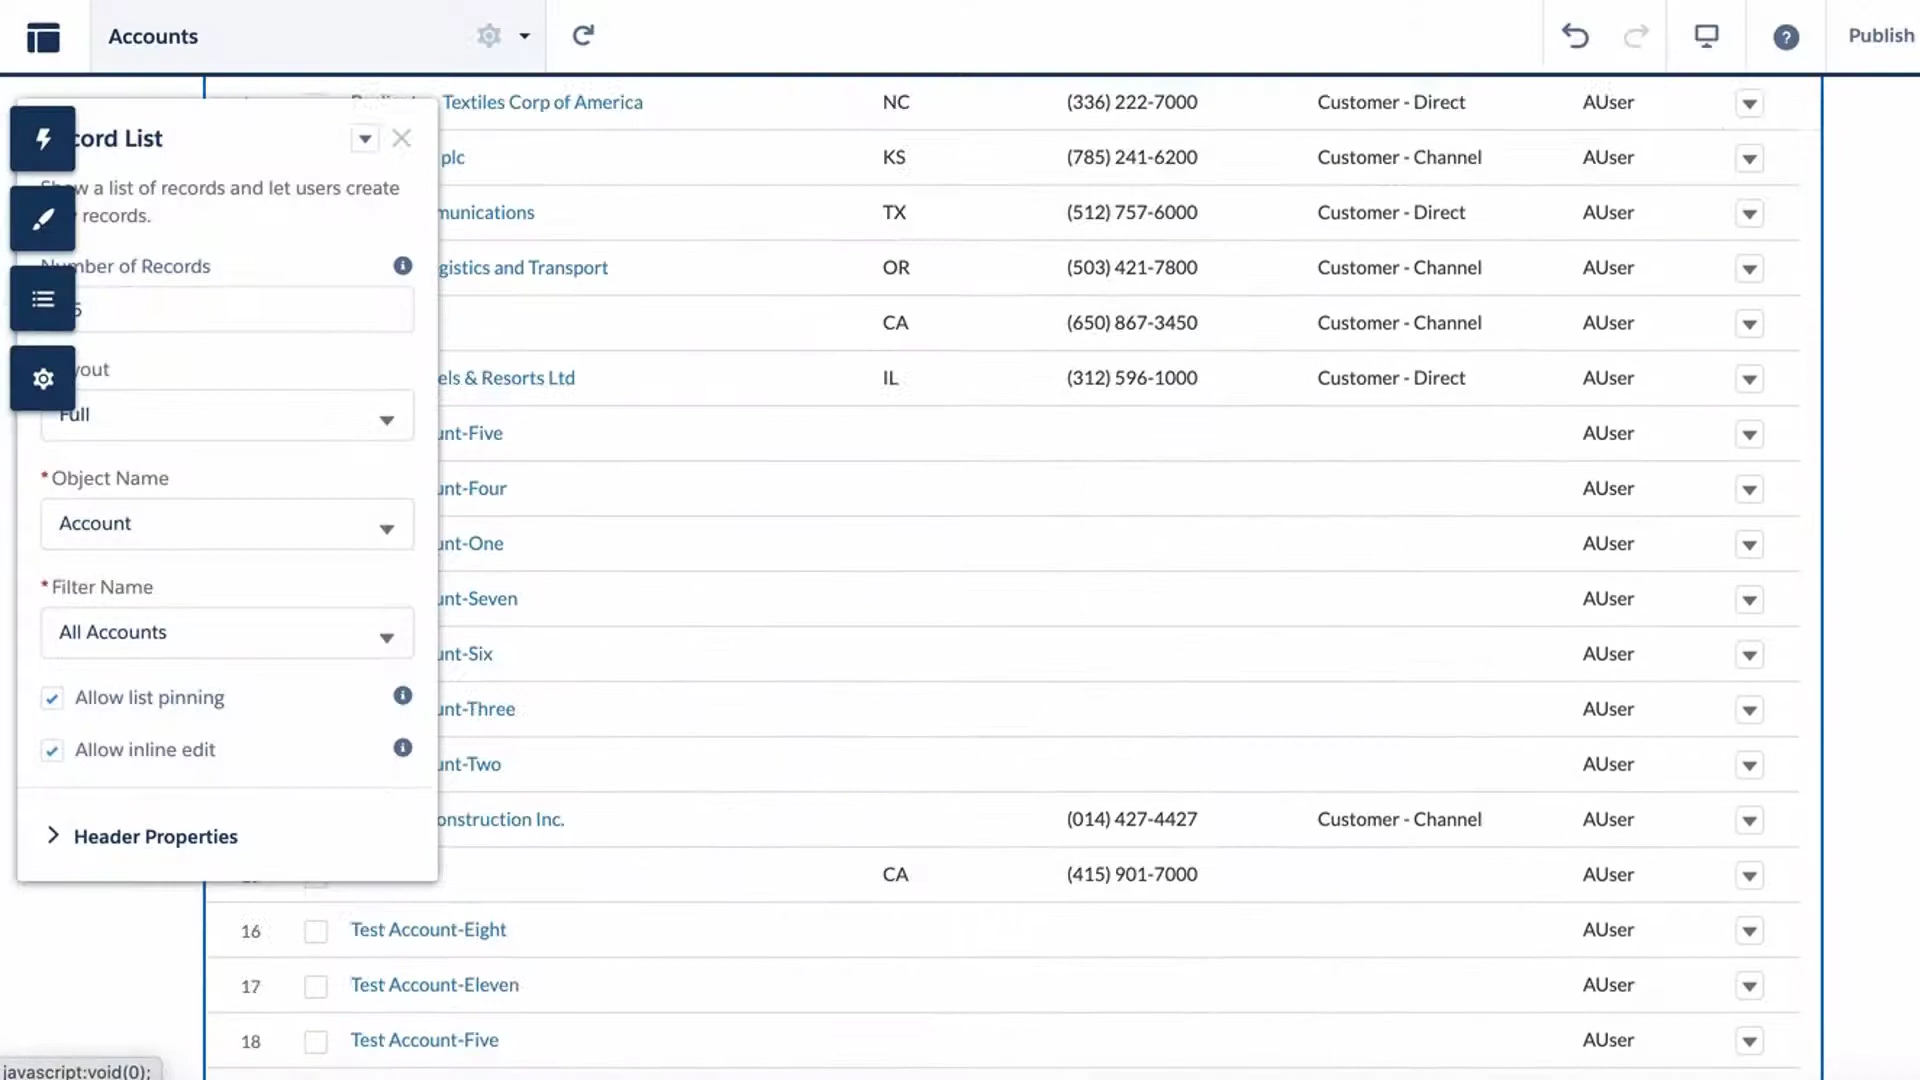 Accounts
Publish
Textiles Corp of America NC (336) 222-7000 Customer - Direct AUser
cord List
plc KS (785) 241-6200 Customer - Channel AUser
a list of records and let users create
records.
munications TX (512) 757-6000 Customer - Direct AUser
Number of Records
gistics and Transport OR (503) 421-7800 Customer - Channel AUser
5
CA (650) 867-3450 Customer - Channel AUser
yout
els & Resorts Ltd IL (312) 596-1000 Customer - Direct AUser
Full
unt-Five AUser
*Object Name
unt-Four AUser
Account
unt-One AUser
*Filter Name
unt-Seven AUser
All Accounts
unt-Six AUser
Allow list pinning
unt-Three AUser
Allow inline edit
unt-Two AUser
Header Properties
onstruction Inc. (014) 427-4427 Customer - Channel AUser
CA (415) 901-7000 AUser
16 Test Account-Eight AUser
17 Test Account-Eleven AUser
18 Test Account-Five AUser
javascript:void(0);